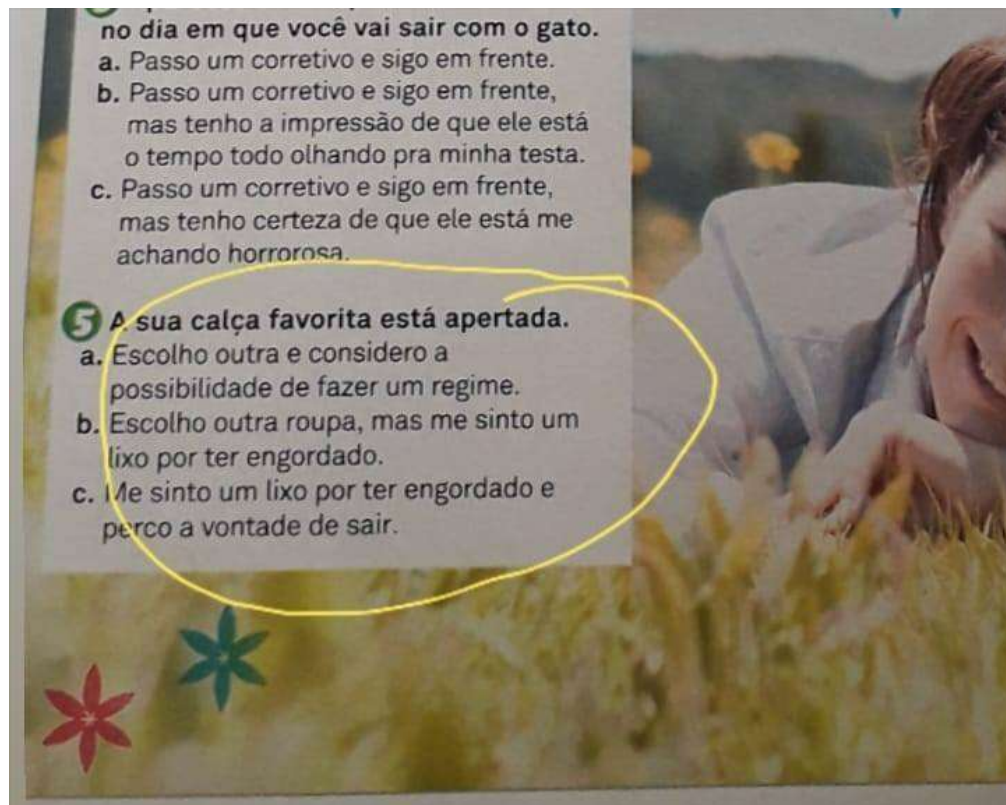 no dia em que você vai sair com o gato.
a. Passo um corretivo e sigo em frente.
b. Passo um corretivo e sigo em frente,
mas tenho a impressão de que ele está
o tempo todo olhando pra minha testa.
c. Passo um corretivo e sigo em frente,
mas tenho certeza de que ele está me
achando horrorosa.
5 A sua calça favorita está apertada.
a. Escolho outra e considero a
possibilidade de fazer um regime.
b. Escolho outra roupa, mas me sinto um
lixo por ter engordado.
c. Me sinto um lixo por ter engordado e
perco a vontade de sair.